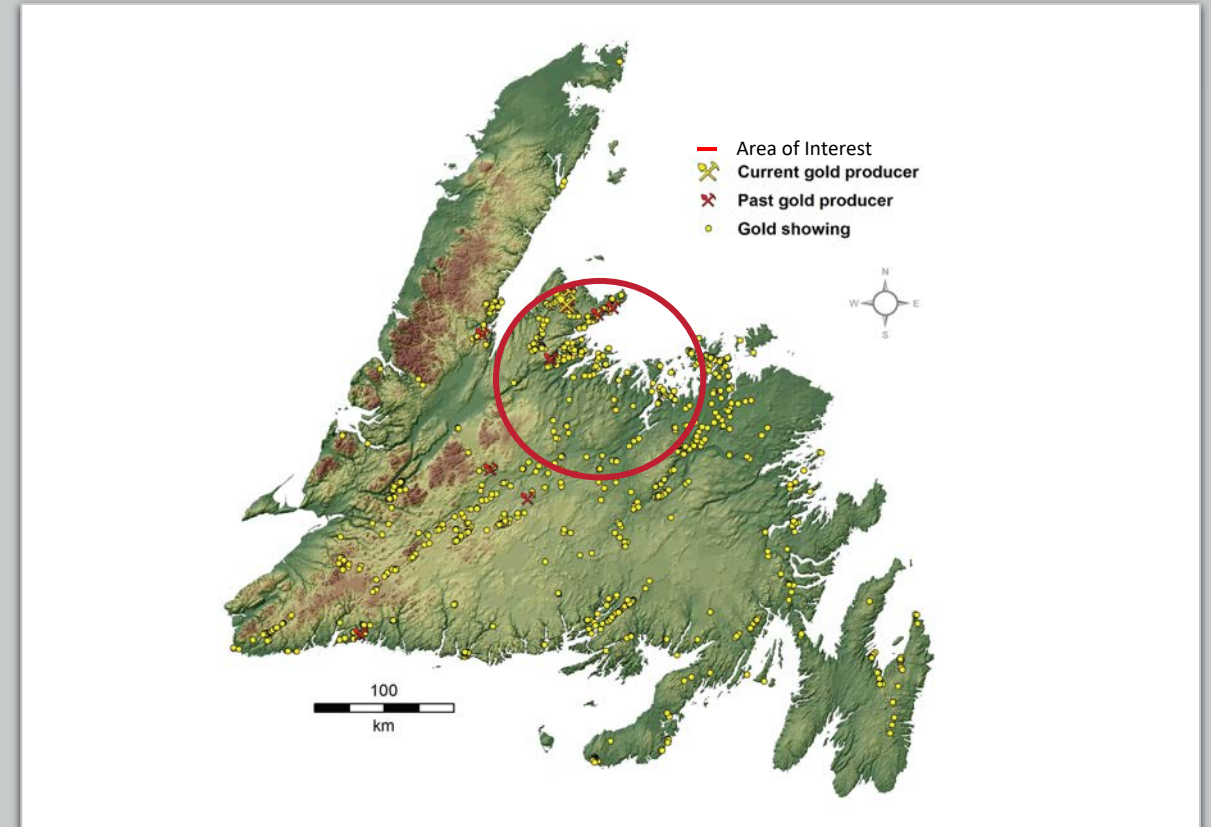 Area of Interest
Current gold producer
Past gold producer
Gold showing
N
W E
S
100
km